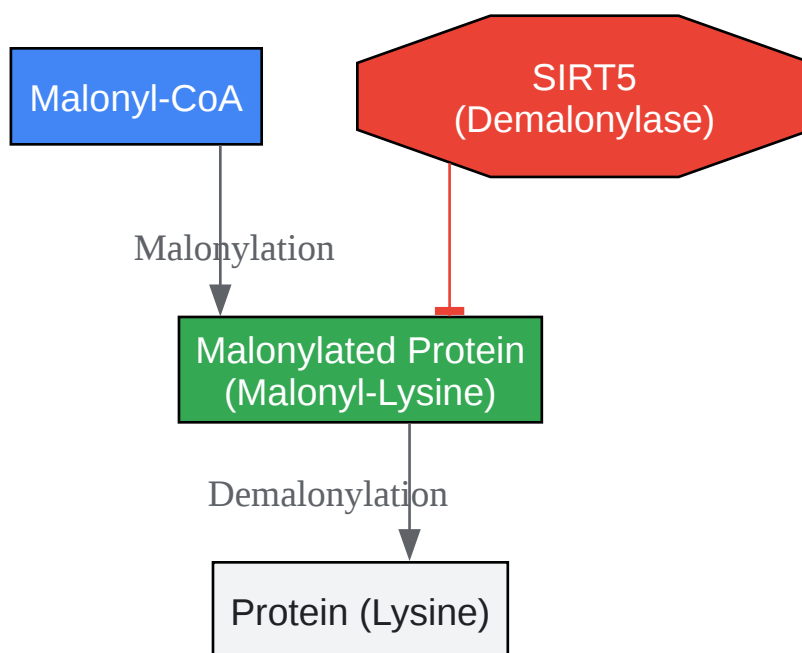 Malonyl-CoA
SIRT5
(Demalonylase)
Malonylation
Malonylated Protein
(Malonyl-Lysine)
Demalonylation
Protein (Lysine)